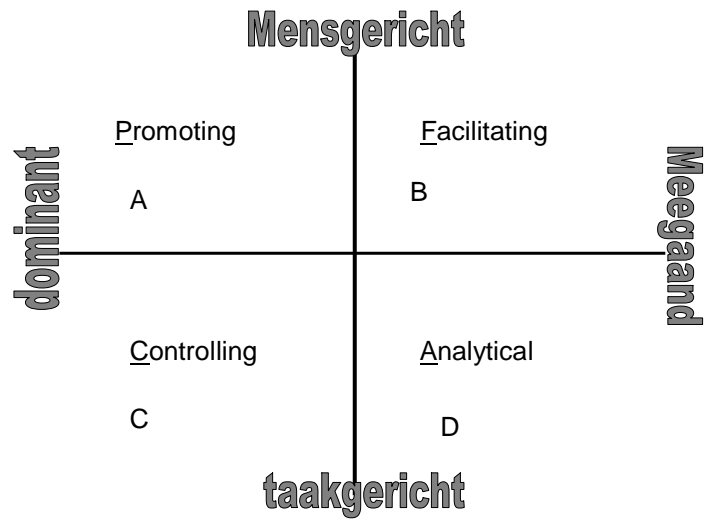 Mensgericht
Promoting
Facilitating
A
B
dominant
Meegaand
Controlling
Analytical
C
D
taakgericht